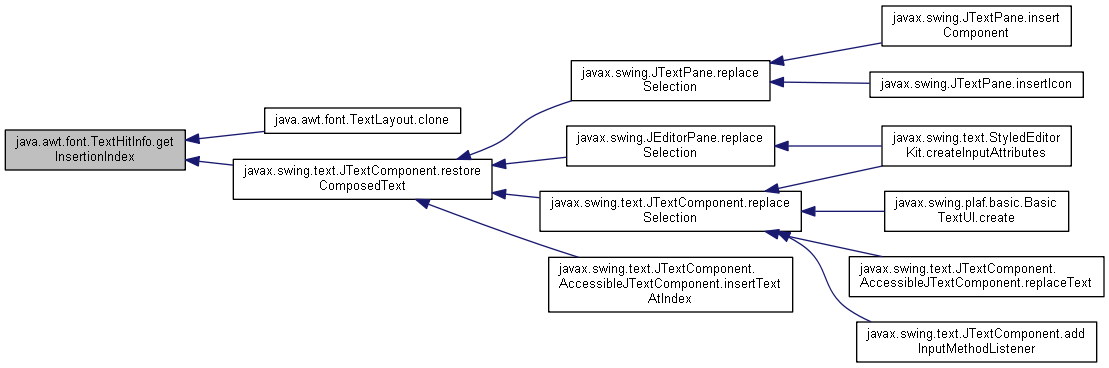 java.awt.font.TextHitInfo.get
InsertionIndex
java.awt.font.TextLayout.clone
javax.swing.text.JTextComponent.restore
ComposedText
javax.swing.JTextPane.replace
Selection
javax.swing.JTextPane.insert
Component
javax.swing.JTextPane.insertIcon
javax.swing.JEditorPane.replace
Selection
javax.swing.text.StyledEditor
Kit.createInputAttributes
javax.swing.text.JTextComponent.replace
Selection
javax.swing.plaf.basic.Basic
TextUI.create
javax.swing.text.JTextComponent.
AccessibleJTextComponent.replaceText
javax.swing.text.JTextComponent.add
InputMethodListener
javax.swing.text.JTextComponent.
AccessibleJTextComponent.insertText
AtIndex